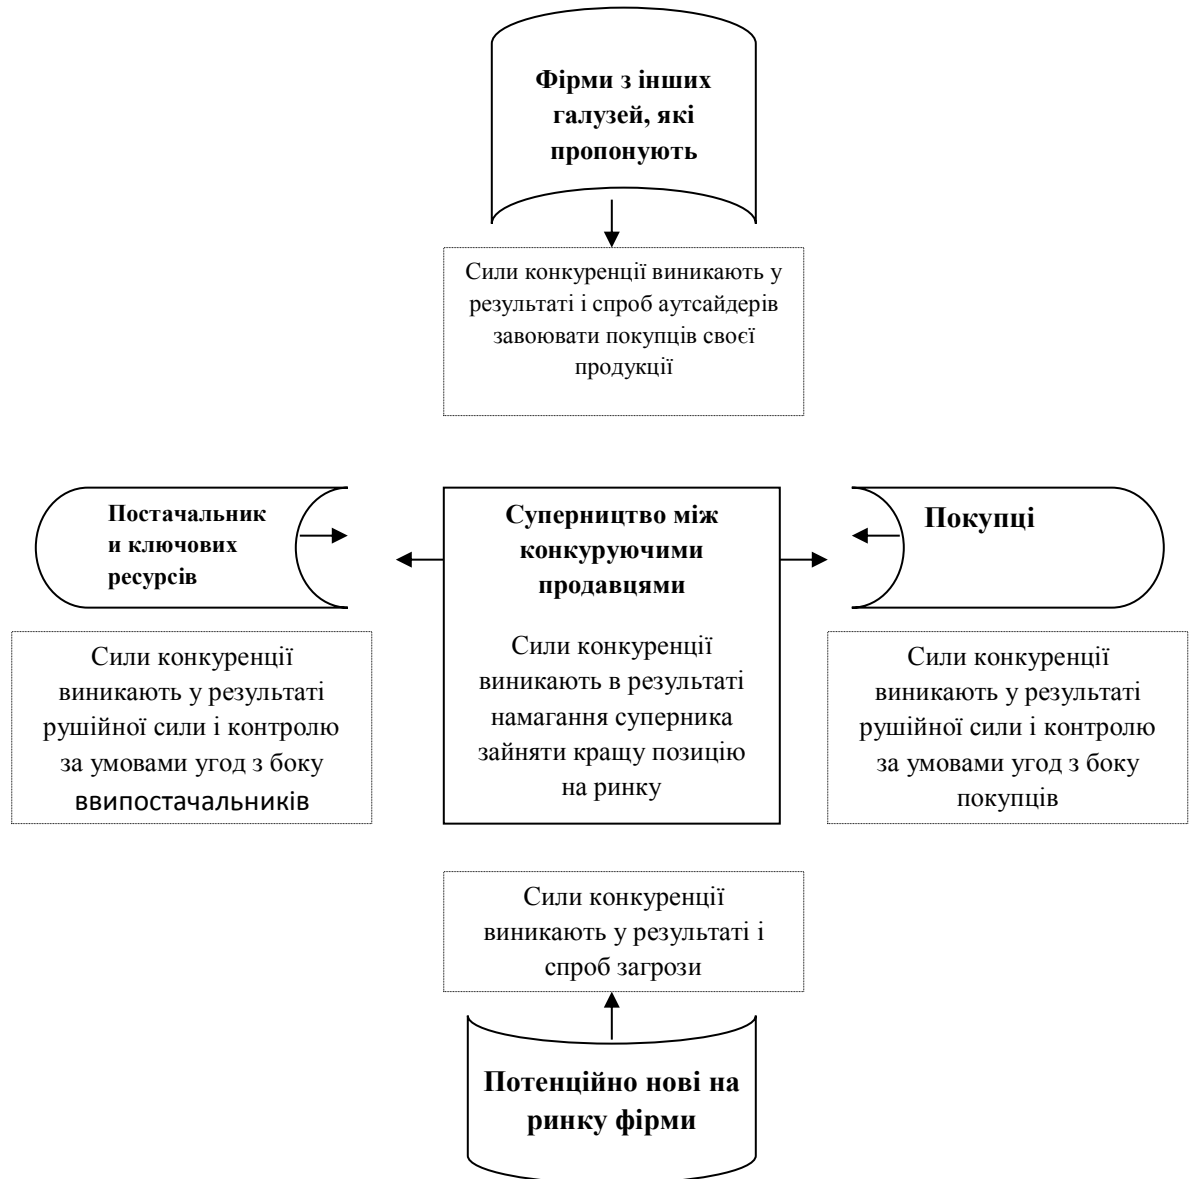 Фірми з інших
галузей, які
пропонують
Сили конкуренції виникають у
результаті і спроб аутсайдерів
завоювати покупців своєї
продукції
Постачальник
и ключових
ресурсів
Сили конкуренції
виникають у результаті
рушійної сили і контролю
за умовами угод з боку
ввипостачальників
Суперництво між
конкуруючими
продавцями
Сили конкуренції
виникають в результаті
намагання суперника
зайняти кращу позицію
на ринку
Покупці
Сили конкуренції
виникають у результаті
рушійної сили і контролю
за умовами угод з боку
покупців
Сили конкуренції
виникають у результаті і
спроб загрози
Потенційно нові на
ринку фірми